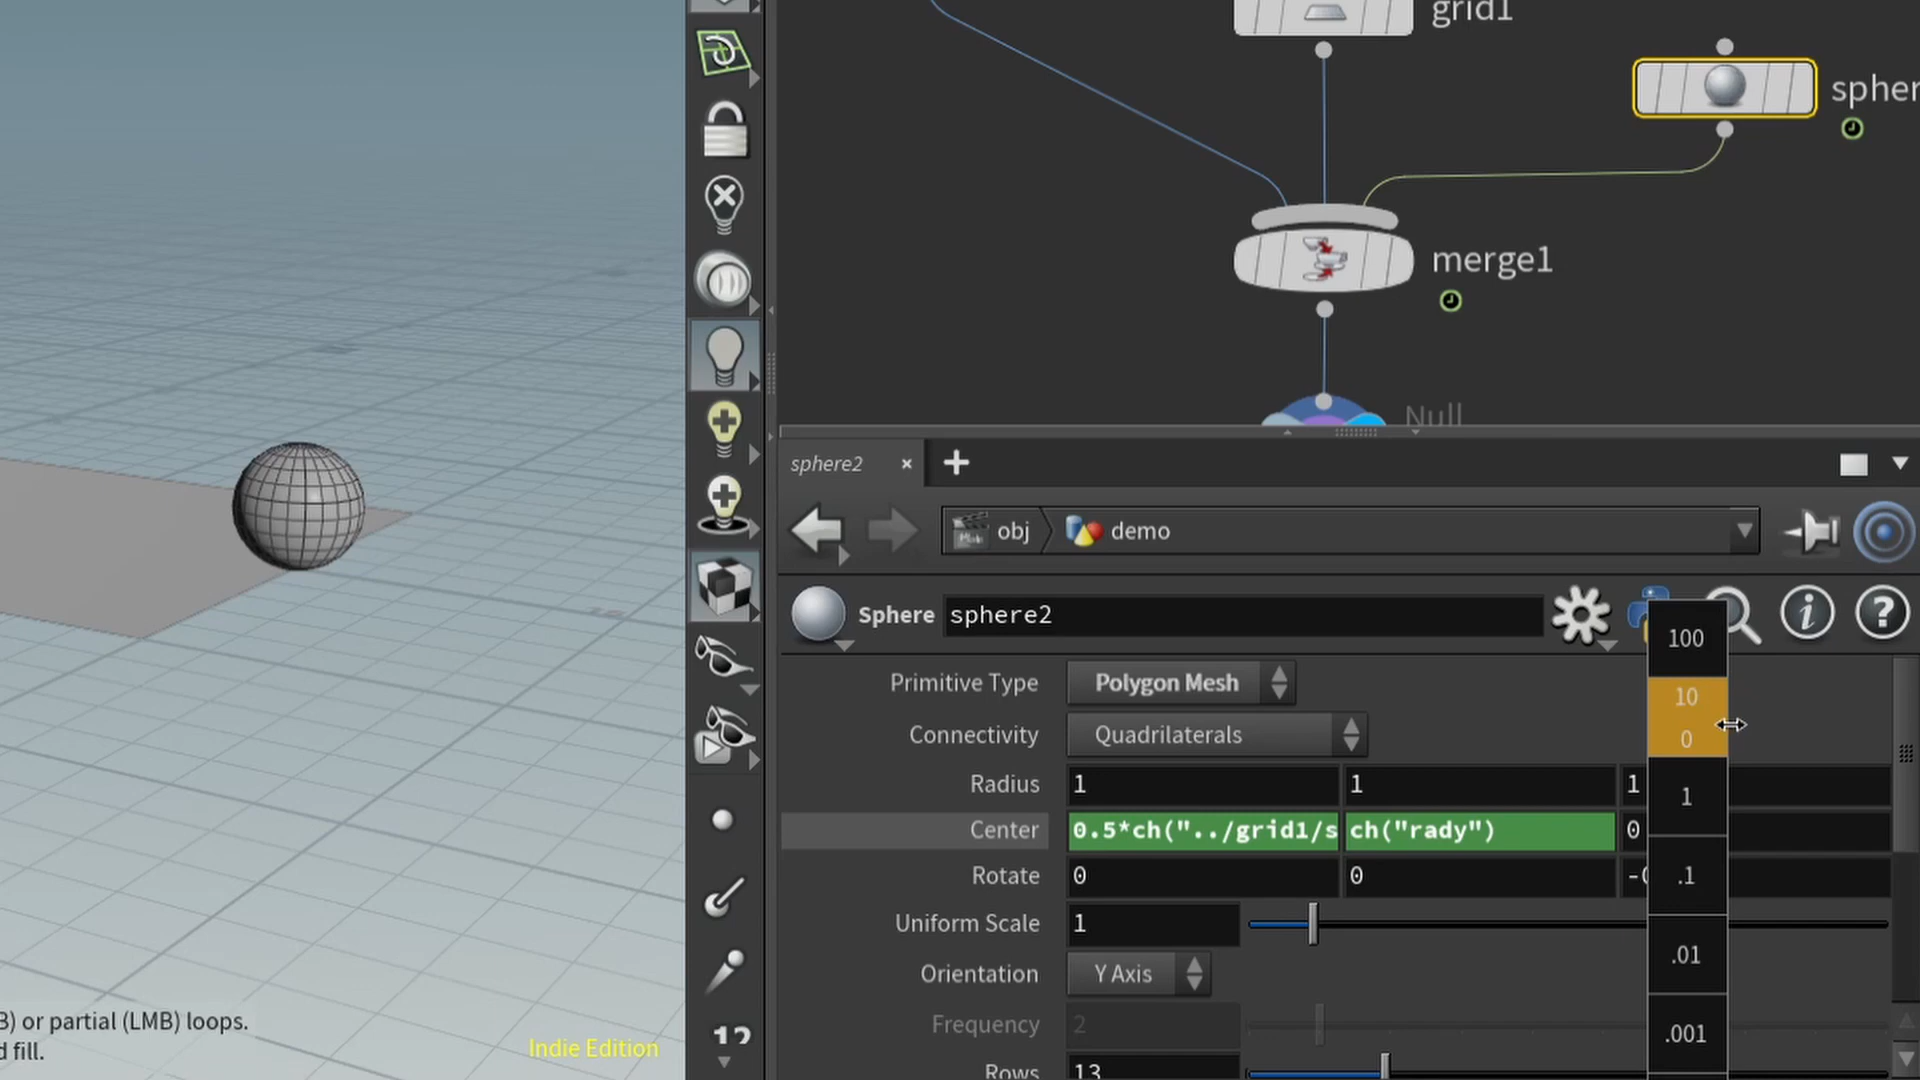 grid1
spher
merge1
Null
sphere2
obj demo
Sphere sphere2
100
Primitive Type Polygon Mesh
10
0
Connectivity Quadrilaterals
Radius 1 1 1
1
Center 0.5*ch("../grid1/s ch("rady") 0
Rotate 0 0 -0
.1
Uniform Scale 1
.01
Orientation Y Axis
Frequency 2
.001
Rows 13
12
B) or partial (LMB) loops.
d fill.
Indie Edition